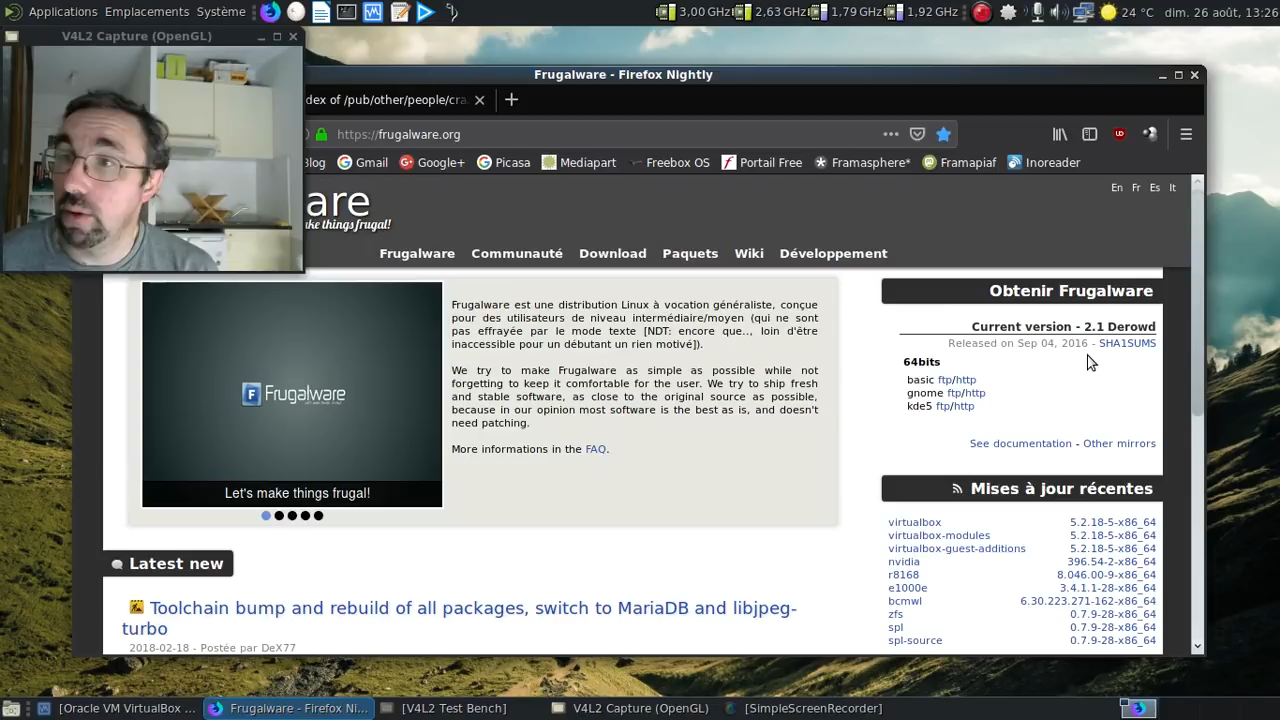 Applications Emplacements Système
3,00 GHz 2,63 GHz 1,79 GHz 1,92 GHz 24 °C dim. 26 août, 13:26
V4L2 Capture (OpenGL)
Frugalware - Firefox Nightly
dex of /pub/other/people/cra
https://frugalware.org
log Gmail Google+ Picasa Mediapart Freebox OS Portail Free Framasphere* Framapiaf Inoreader
are
ke things frugal!
En Fr Es It
Frugalware Communauté Download Paquets Wiki Développement
Frugalware
Let's make things frugal!
Frugalware est une distribution Linux à vocation généraliste, conçue
pour des utilisateurs de niveau intermédiaire/moyen (qui ne sont
pas effrayée par le mode texte [NDT: encore que.., loin d'être
inaccessible pour un débutant un rien motivé]).
We try to make Frugalware as simple as possible while not
forgetting to keep it comfortable for the user. We try to ship fresh
and stable software, as close to the original source as possible,
because in our opinion most software is the best as is, and doesn't
need patching.
More informations in the FAQ.
Obtenir Frugalware
Current version - 2.1 Derowd
Released on Sep 04, 2016 - SHA1SUMS
64bits
basic ftp/http
gnome ftp/http
kde5 ftp/http
See documentation - Other mirrors
Mises à jour récentes
virtualbox 5.2.18-5-x86_64
virtualbox-modules 5.2.18-5-x86_64
virtualbox-guest-additions 5.2.18-5-x86_64
nvidia 396.54-2-x86_64
r8168 8.046.00-9-x86_64
e1000e 3.4.1.1-28-x86_64
bcmwl 6.30.223.271-162-x86_64
zfs 0.7.9-28-x86_64
spl 0.7.9-28-x86_64
spl-source 0.7.9-28-x86_64
Latest new
Toolchain bump and rebuild of all packages, switch to MariaDB and libjpeg-
turbo
2018-02-18 - Postée par DeX77
[Oracle VM VirtualBox ... Frugalware - Firefox Ni... [V4L2 Test Bench] V4L2 Capture (OpenGL) [SimpleScreenRecorder]